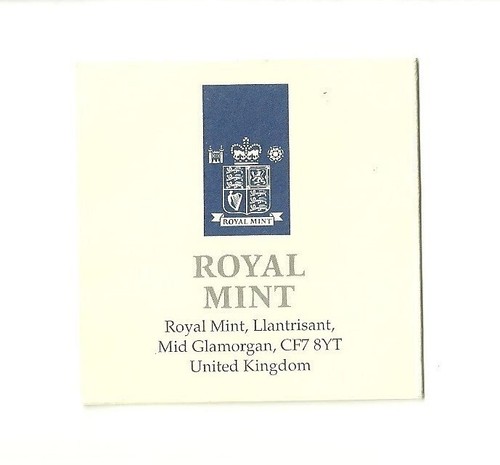 ROYAL MINT
ROYAL
MINT
Royal Mint, Llantrisant,
Mid Glamorgan, CF7 8YT
United Kingdom